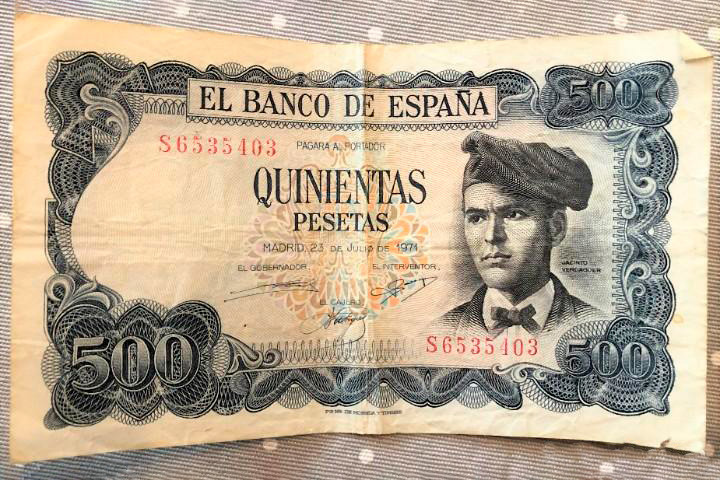 EL BANCO DE ESPAÑA
500
S6535403
PAGARA AL PORTADOR
QUINIENTAS
PESETAS
MADRID, 23 DE JULIO DE 1971
EL GOBERNADOR,
EL INTERVENTOR,
JACINTO
VERDAGUER
EL CAJERO
S6535403
500
500